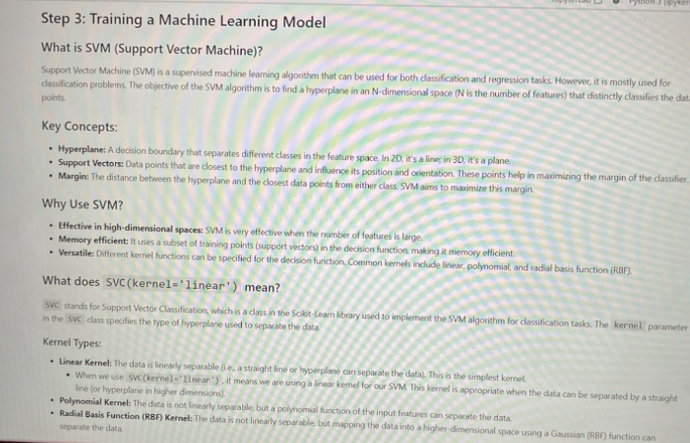 Python 3 (ipykern
Step 3: Training a Machine Learning Model
What is SVM (Support Vector Machine)?
Support Vector Machine (SVM) is a supervised machine learning algorithm that can be used for both classification and regression tasks. However, it is mostly used for
classification problems. The objective of the SVM algorithm is to find a hyperplane in an N-dimensional space (N is the number of features) that distinctly classifies the dat
points.
Key Concepts:
• Hyperplane: A decision boundary that separates different classes in the feature space. In 2D, it's a line; in 3D, it's a plane.
• Support Vectors: Data points that are closest to the hyperplane and influence its position and orientation. These points help in maximizing the margin of the classifier.
• Margin: The distance between the hyperplane and the closest data points from either class. SVM aims to maximize this margin.
Why Use SVM?
• Effective in high-dimensional spaces: SVM is very effective when the number of features is large.
• Memory efficient: It uses a subset of training points (support vectors) in the decision function, making it memory efficient.
• Versatile: Different kernel functions can be specified for the decision function. Common kernels include linear, polynomial, and radial basis function (RBF).
What does SVC(kernel='linear') mean?
SVC stands for Support Vector Classification, which is a class in the Scikit-Learn library used to implement the SVM algorithm for classification tasks. The kernel parameter
in the SVC class specifies the type of hyperplane used to separate the data.
Kernel Types:
• Linear Kernel: The data is linearly separable (i.e., a straight line or hyperplane can separate the data). This is the simplest kernel.
• When we use SVC(kernel='linear'), it means we are using a linear kernel for our SVM. This kernel is appropriate when the data can be separated by a straight
line (or hyperplane in higher dimensions).
• Polynomial Kernel: The data is not linearly separable, but a polynomial function of the input features can separate the data.
• Radial Basis Function (RBF) Kernel: The data is not linearly separable, but mapping the data into a higher-dimensional space using a Gaussian (RBF) function can
separate the data.